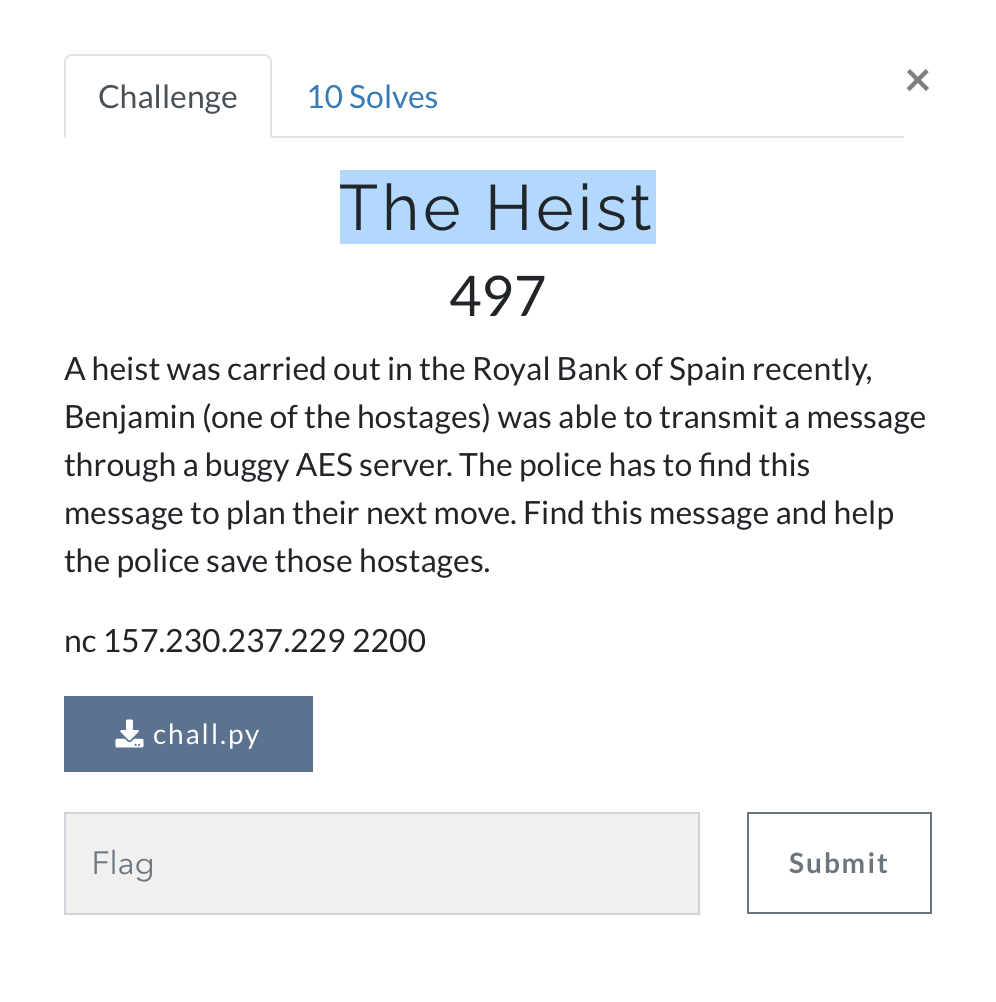 Challenge
10 Solves
×
The Heist
497
A heist was carried out in the Royal Bank of Spain recently,
Benjamin (one of the hostages) was able to transmit a message
through a buggy AES server. The police has to find this
message to plan their next move. Find this message and help
the police save those hostages.
nc 157.230.237.229 2200
chall.py
Flag
Submit